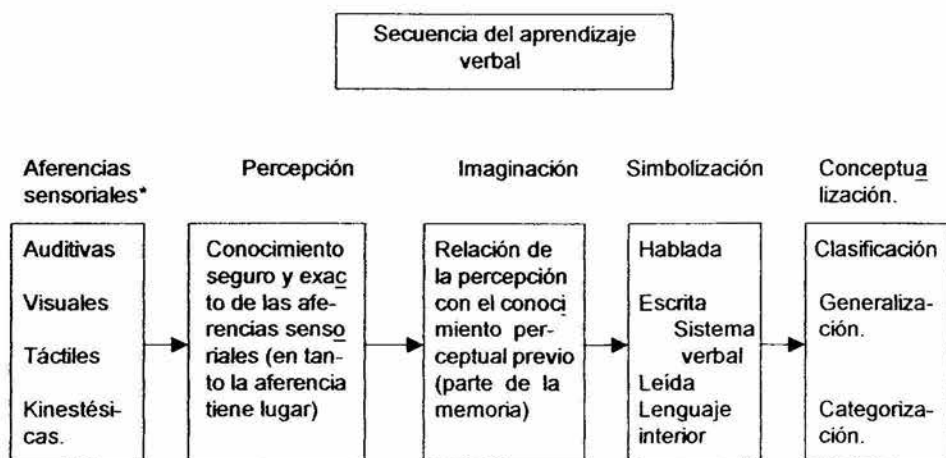 Secuencia del aprendizaje
verbal
Aferencias
sensoriales*
Percepción
Imaginación
Simbolización
Conceptua
lización.
Auditivas
Visuales
Táctiles
Kinestési-
cas.
Conocimiento
seguro y exac
to de las afe-
rencias senso
riales (en tan-
to la aferencia
tiene lugar)
Relación de
la percepción
con el conoci
miento per-
ceptual previo
(parte de la
memoria)
Hablada
Escrita
Sistema
verbal
Leída
Lenguaje
interior
Clasificación
Generaliza-
ción.
Categoriza-
ción.